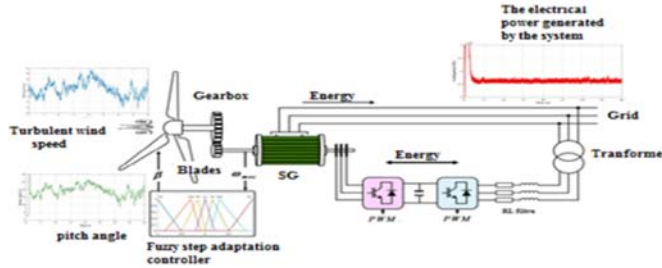 The electrical
power generated
by the system
Gearbox
Energy
Turbulent wind
speed
Grid
Blades
SG
Energy
Tranforme
β
ω
PWM
PWM
RL filtre
pitch angle
Fuzzy step adaptation
controller